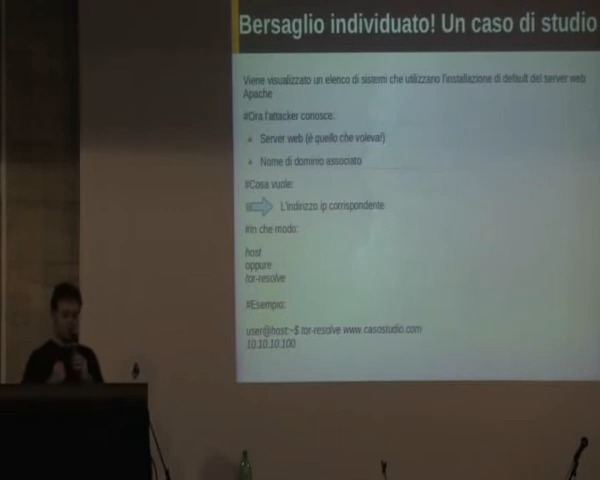 Bersaglio individuato! Un caso di studio
Viene visualizzato un elenco di sistemi che utilizzano l'installazione di default del server web
Apache
#Ora l'attacker conosce:
Server web (è quello che voleva!)
Nome di dominio associato
#Cosa vuole:
L'indirizzo ip corrispondente
#In che modo:
host
oppure
tor-resolve
#Esempio:
user@host:~$ tor-resolve www.casostudio.com
10.10.10.100